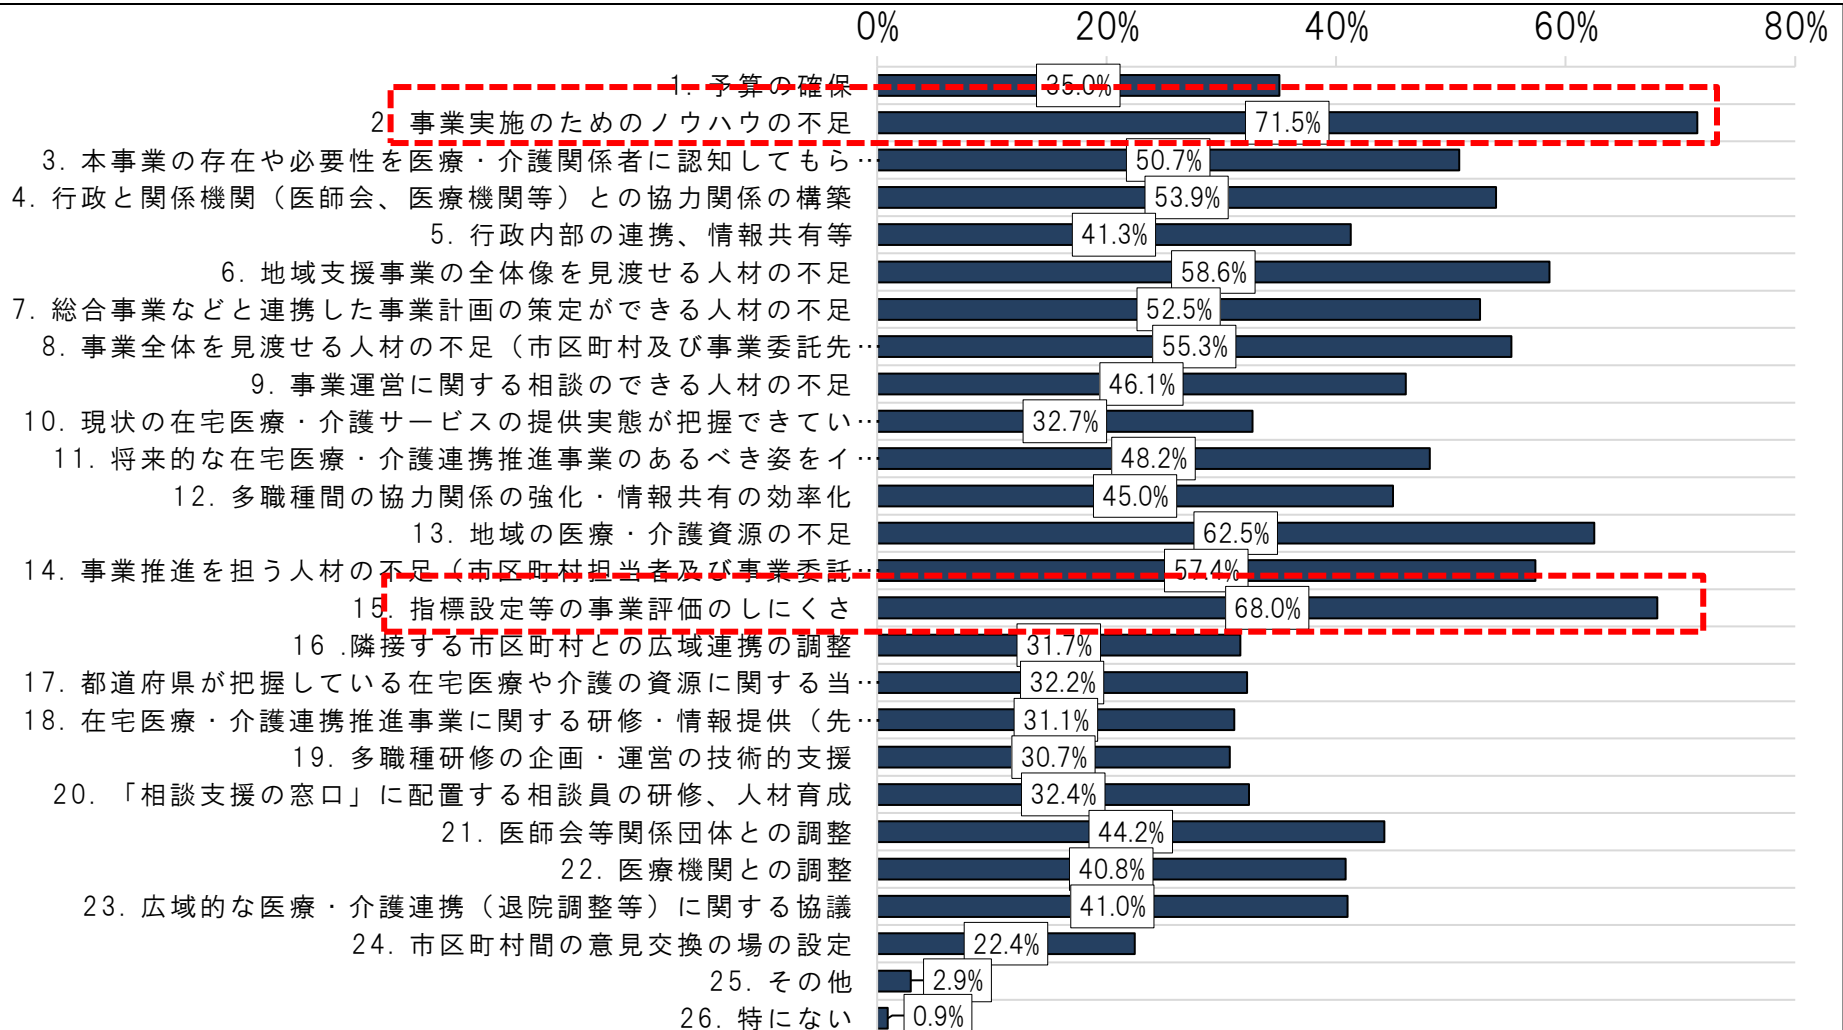 0% 20% 40% 60% 80%
1. 予算の確保 35.0%
2 事業実施のためのノウハウの不足 71.5%
3. 本事業の存在や必要性を医療・介護関係者に認知してもら… 50.7%
4. 行政と関係機関（医師会、医療機関等）との協力関係の構築 53.9%
5. 行政内部の連携、情報共有等 41.3%
6. 地域支援事業の全体像を見渡せる人材の不足 58.6%
7. 総合事業などと連携した事業計画の策定ができる人材の不足 52.5%
8. 事業全体を見渡せる人材の不足（市区町村及び事業委託先… 55.3%
9. 事業運営に関する相談のできる人材の不足 46.1%
10. 現状の在宅医療・介護サービスの提供実態が把握できてい… 32.7%
11. 将来的な在宅医療・介護連携推進事業のあるべき姿をイ… 48.2%
12. 多職種間の協力関係の強化・情報共有の効率化 45.0%
13. 地域の医療・介護資源の不足 62.5%
14. 事業推進を担う人材の不足（市区町村担当者及び事業委託… 57.4%
15. 指標設定等の事業評価のしにくさ 68.0%
16 .隣接する市区町村との広域連携の調整 31.7%
17. 都道府県が把握している在宅医療や介護の資源に関する当… 32.2%
18. 在宅医療・介護連携推進事業に関する研修・情報提供（先… 31.1%
19. 多職種研修の企画・運営の技術的支援 30.7%
20. 「相談支援の窓口」に配置する相談員の研修、人材育成 32.4%
21. 医師会等関係団体との調整 44.2%
22. 医療機関との調整 40.8%
23. 広域的な医療・介護連携（退院調整等）に関する協議 41.0%
24. 市区町村間の意見交換の場の設定 22.4%
25. その他 2.9%
26. 特にない 0.9%